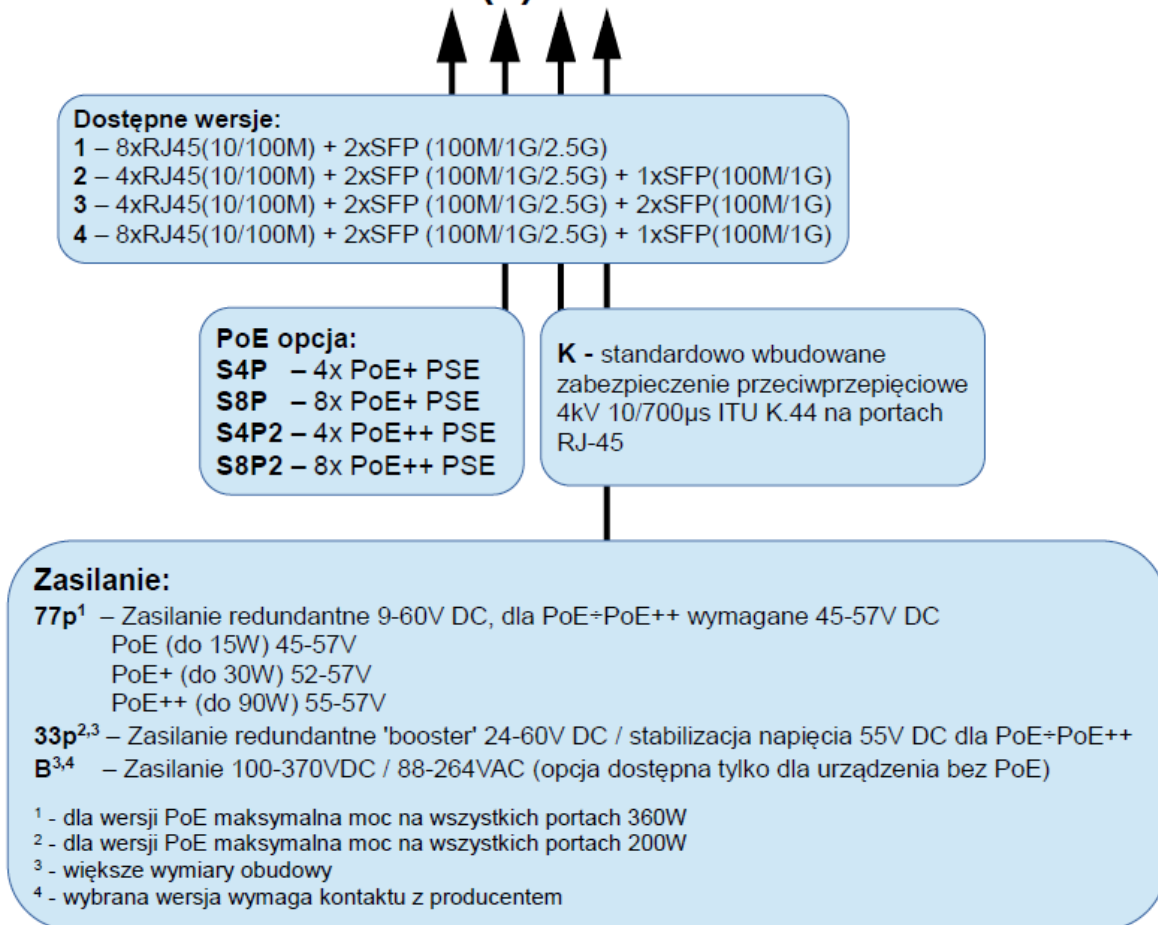 Dostępne wersje:
1 – 8xRJ45(10/100M) + 2xSFP (100M/1G/2.5G)
2 – 4xRJ45(10/100M) + 2xSFP (100M/1G/2.5G) + 1xSFP(100M/1G)
3 – 4xRJ45(10/100M) + 2xSFP (100M/1G/2.5G) + 2xSFP(100M/1G)
4 – 8xRJ45(10/100M) + 2xSFP (100M/1G/2.5G) + 1xSFP(100M/1G)
PoE opcja:
S4P – 4x PoE+ PSE
S8P – 8x PoE+ PSE
S4P2 – 4x PoE++ PSE
S8P2 – 8x PoE++ PSE
K - standardowo wbudowane
zabezpieczenie przeciwprzepięciowe
4kV 10/700µs ITU K.44 na portach
RJ-45
Zasilanie:
77p¹ – Zasilanie redundantne 9-60V DC, dla PoE÷PoE++ wymagane 45-57V DC
PoE (do 15W) 45-57V
PoE+ (do 30W) 52-57V
PoE++ (do 90W) 55-57V
33p²,³ – Zasilanie redundantne 'booster' 24-60V DC / stabilizacja napięcia 55V DC dla PoE÷PoE++
B³,⁴ – Zasilanie 100-370VDC / 88-264VAC (opcja dostępna tylko dla urządzenia bez PoE)
¹ - dla wersji PoE maksymalna moc na wszystkich portach 360W
² - dla wersji PoE maksymalna moc na wszystkich portach 200W
³ - większe wymiary obudowy
⁴ - wybrana wersja wymaga kontaktu z producentem